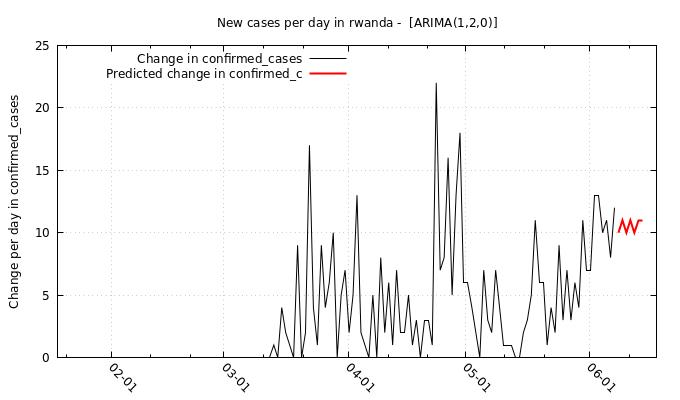 New cases per day in rwanda -  [ARIMA(1,2,0)]
Change in confirmed_cases
Predicted change in confirmed_c
Change per day in confirmed_cases
25
20
15
10
5
0
02-01
03-01
04-01
05-01
06-01